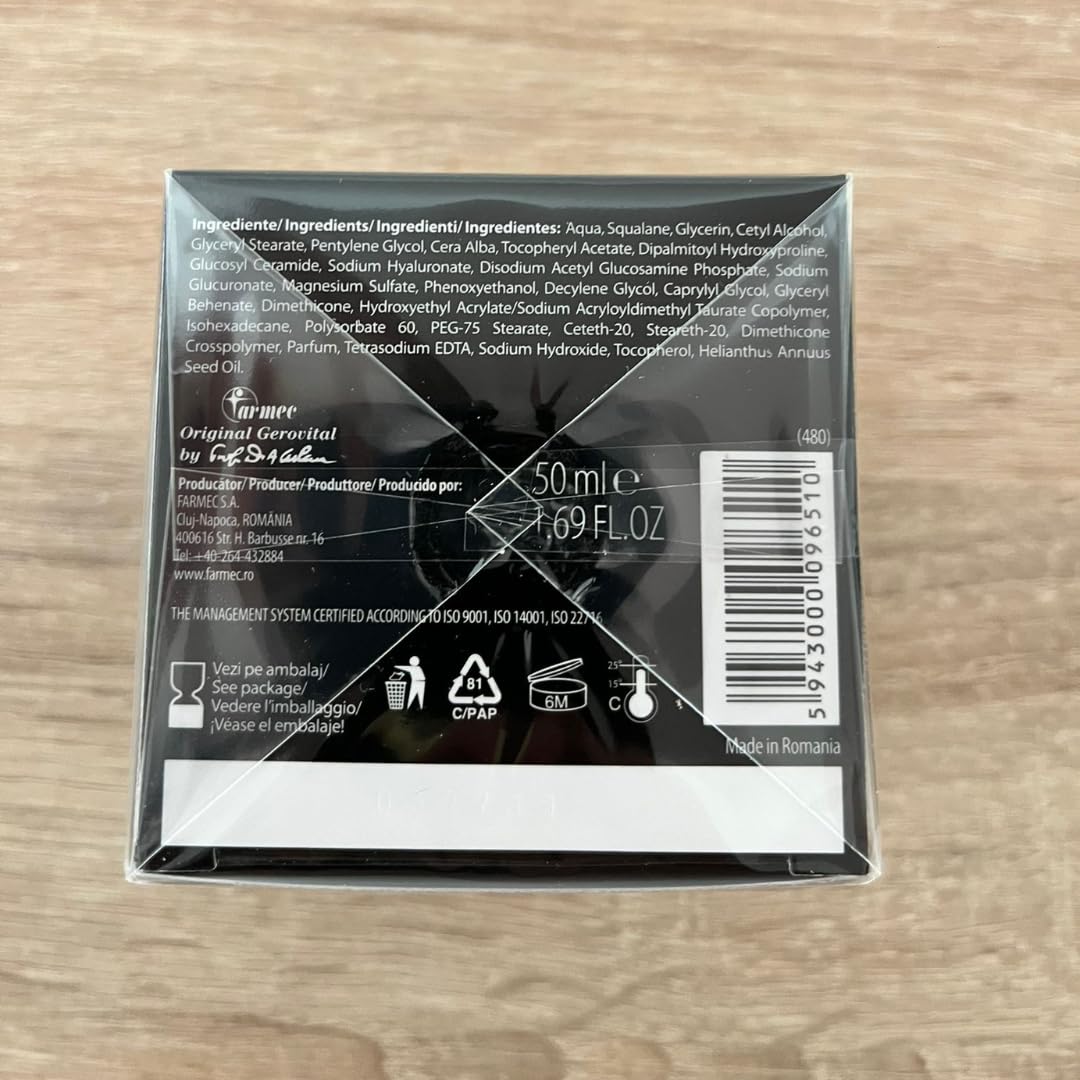 Ingrediente/Ingredients/Ingredienti/Ingredientes: Aqua, Squalane, Glycerin, Cetyl Alcohol,
Glyceryl Stearate, Pentylene Glycol, Cera Alba, Tocopheryl Acetate, Dipalmitoyl Hydroxyproline,
Glucosyl Ceramide, Sodium Hyaluronate, Disodium Acetyl Glucosamine Phosphate, Sodium
Glucuronate, Magnesium Sulfate, Phenoxyethanol, Decylene Glycol, Caprylyl Glycol, Glyceryl
Behenate, Dimethicone, Hydroxyethyl Acrylate/Sodium Acryloyldimethyl Taurate Copolymer,
Isohexadecane, Polysorbate 60, PEG-75 Stearate, Ceteth-20, Steareth-20, Dimethicone
Crosspolymer, Parfum, Tetrasodium EDTA, Sodium Hydroxide, Tocopherol, Helianthus Annuus
Seed Oil.
farmec
Original Gerovital
by Prof. Dr. A. Aslan
Producător/Producer/Produttore/Producido por:
FARMEC S.A.
Cluj-Napoca, ROMÂNIA
400616 Str. H. Barbusse nr. 16
Tel: +40-264-432884
www.farmec.ro
50 ml e
1.69 FL.OZ
(480)
5943000096510
THE MANAGEMENT SYSTEM CERTIFIED ACCORDING TO ISO 9001, ISO 14001, ISO 22716
Vezi pe ambalaj/
See package/
Vedere l'imballaggio/
¡Véase el embalaje!
81
C/PAP
6M
25°
15°
C
Made in Romania